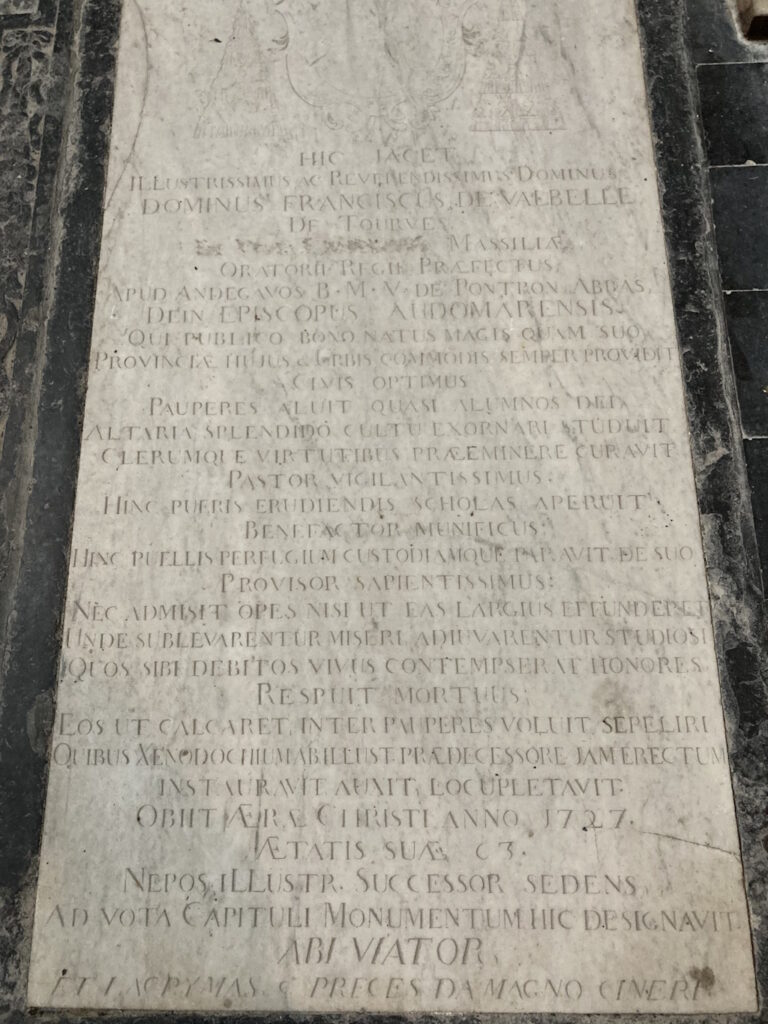 HIC JACET
ILLUSTRISSIMUS AC REVERENDISSIMUS DOMINUS
DOMINUS FRANCISCUS DE VALBELLE
DE TOURVES
MASSILIÆ
ORATORII REGII PRÆFECTUS,
APUD ANDEGAVOS B·M·V· DE PONTRON ABBAS,
DEIN EPISCOPUS AUDOMARENSIS·
QUI PUBLICO BONO NATUS MAGIS QUAM SUO
PROVINCIÆ HUJUS & URBIS COMMODIS SEMPER PROVIDIT
CIVIS OPTIMUS
PAUPERES ALUIT QUASI ALUMNOS DEI,
ALTARIA SPLENDIDO CULTU EXORNARI STUDUIT
CLERUMQUE VIRTUTIBUS PRÆEMINERE CURAVIT
PASTOR VIGILANTISSIMUS·
HINC PUERIS ERUDIENDIS SCHOLAS APERUIT
BENEFACTOR MUNIFICUS;
HINC PUELLIS PERFUGIUM CUSTODIAMQUE PARAVIT DE SUO
PROVISOR SAPIENTISSIMUS:
NEC ADMISIT OPES NISI UT EAS LARGIUS EFFUNDERET
UNDE SUBLEVARENTUR MISERI, ADIUVARENTUR STUDIOSI
QUOS SIBI DEBITOS VIVUS CONTEMPSERAT HONORES
RESPUIT MORTUUS;
EOS UT CALCARET, INTER PAUPERES VOLUIT SEPELIRI
QUIBUS XENODOCHIUM AB ILLUST. PRÆDECESSORE JAM ERECTUM
INSTAURAVIT AUXIT, LOCUPLETAVIT·
OBIIT ÆRÆ CHRISTI ANNO 1727·
ÆTATIS SUÆ 63·
NEPOS ILLUSTR. SUCCESSOR SEDENS,
AD VOTA CAPITULI MONUMENTUM HIC DESIGNAVIT
ABI VIATOR,
ET LACRYMAS & PRECES DA MAGNO CINERI